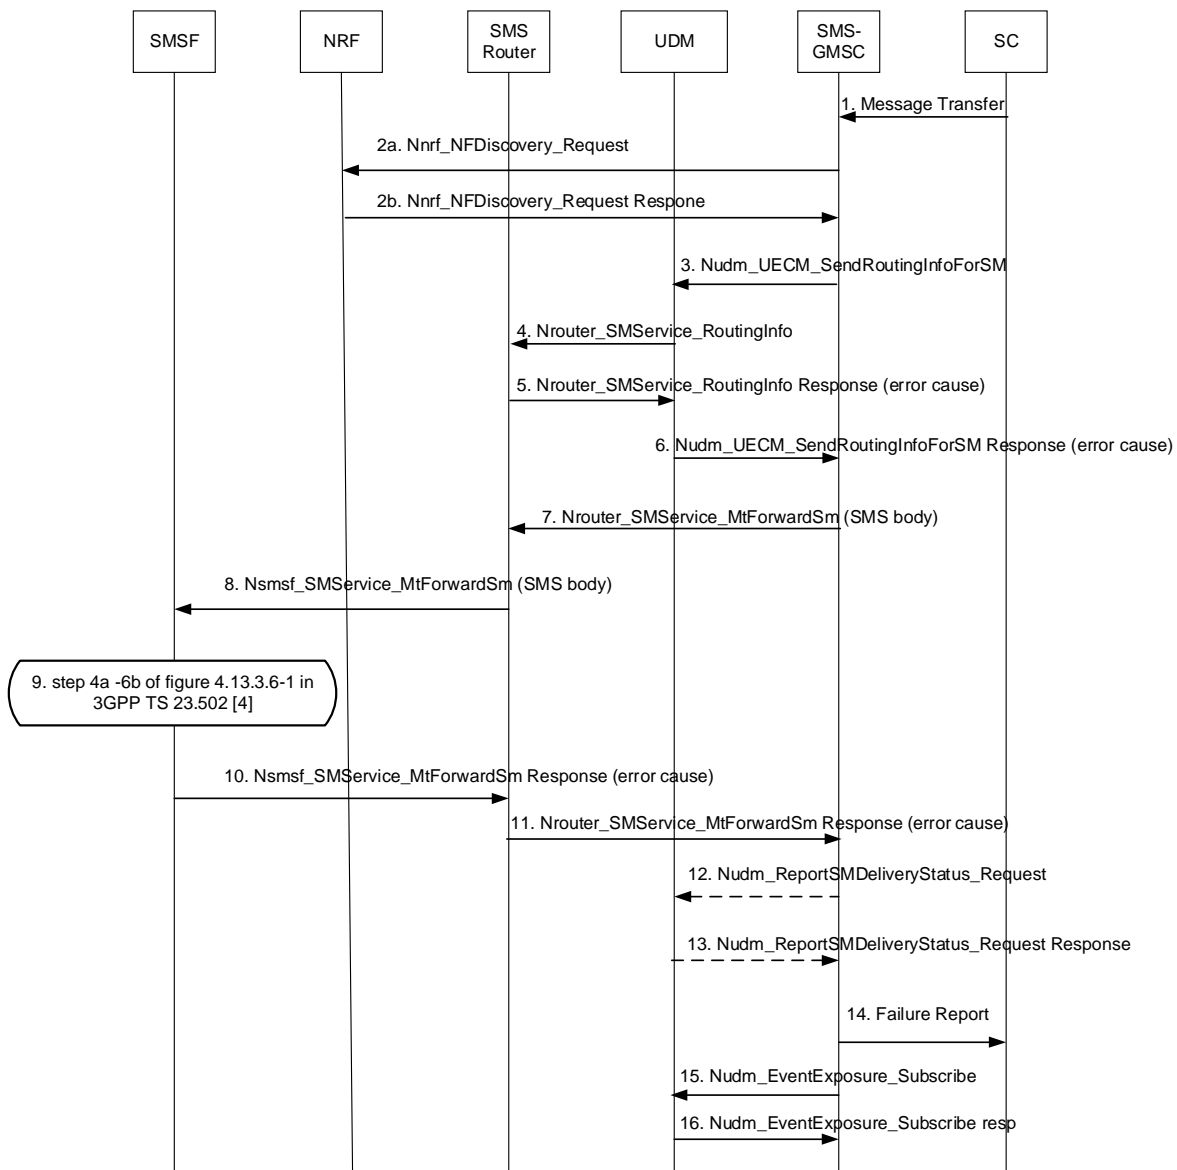 SMSF
NRF
SMS
Router
UDM
SMS-
GMSC
SC
1. Message Transfer
2a. Nnrf_NFDiscovery_Request
2b. Nnrf_NFDiscovery_Request Respone
3. Nudm_UECM_SendRoutingInfoForSM
4. Nrouter_SMService_RoutingInfo
5. Nrouter_SMService_RoutingInfo Response (error cause)
6. Nudm_UECM_SendRoutingInfoForSM Response (error cause)
7. Nrouter_SMService_MtForwardSm (SMS body)
8. Nsmsf_SMService_MtForwardSm (SMS body)
9. step 4a -6b of figure 4.13.3.6-1 in
3GPP TS 23.502 [4]
10. Nsmsf_SMService_MtForwardSm Response (error cause)
11. Nrouter_SMService_MtForwardSm Response (error cause)
12. Nudm_ReportSMDeliveryStatus_Request
13. Nudm_ReportSMDeliveryStatus_Request Response
14. Failure Report
15. Nudm_EventExposure_Subscribe
16. Nudm_EventExposure_Subscribe resp